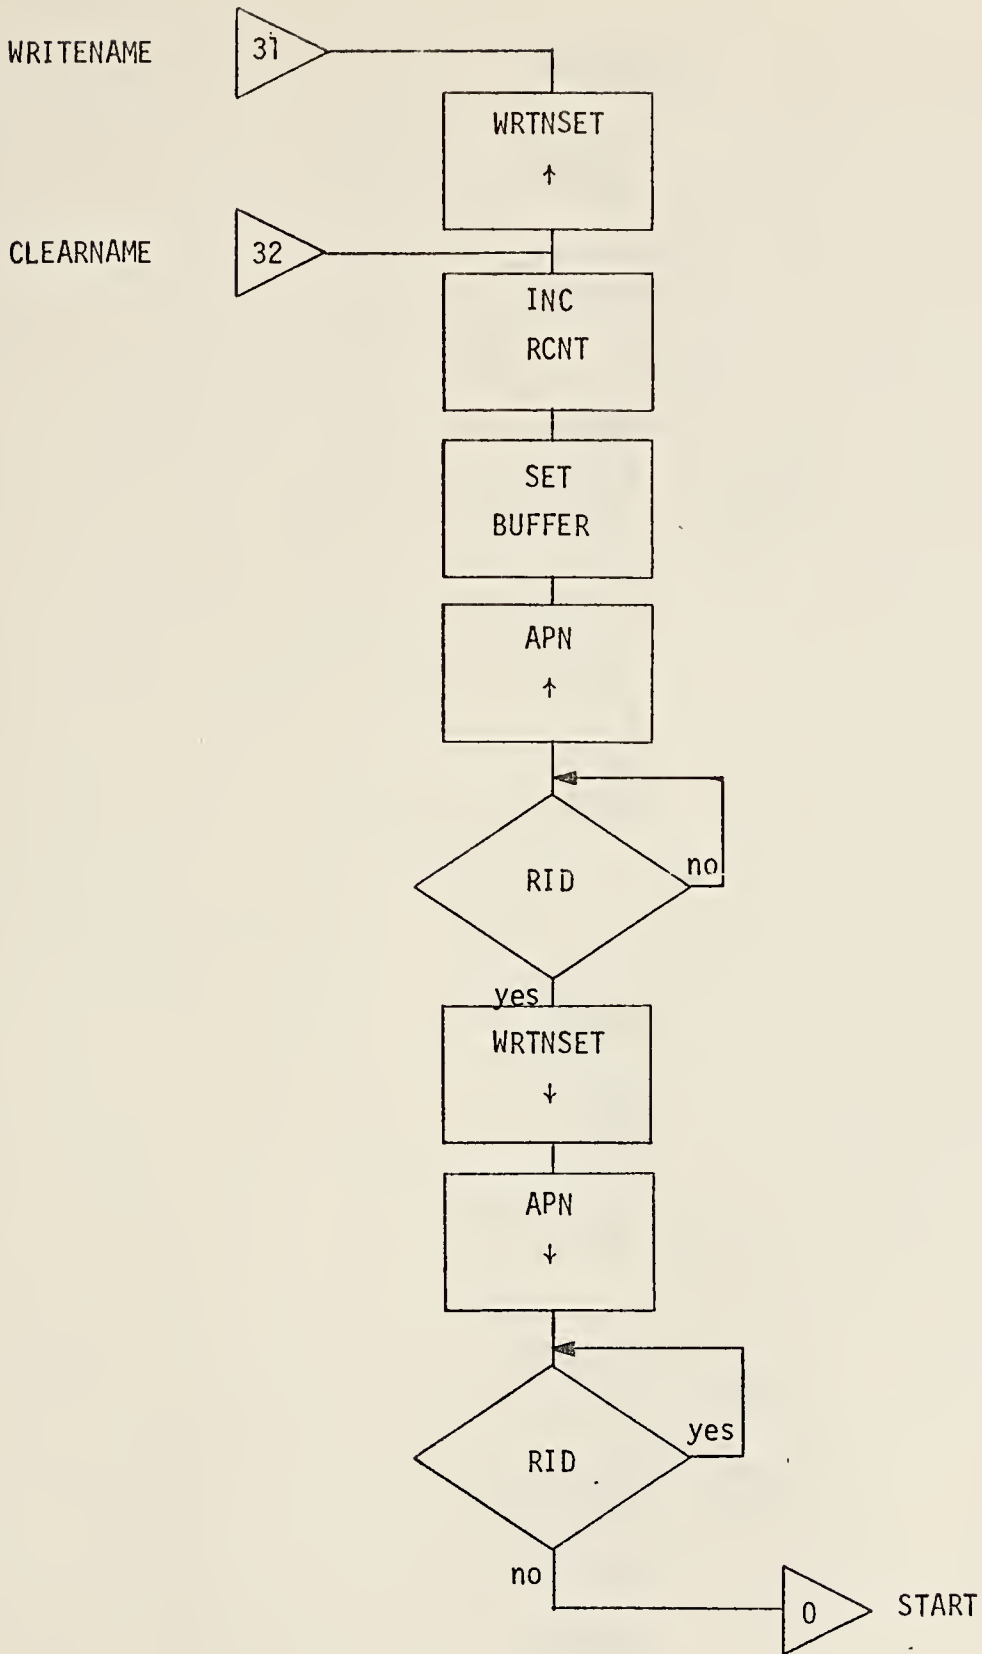 WRITENAME 31
WRTNSET
↑
CLEARNAME 32
INC
RCNT
SET
BUFFER
APN
↑
RID no
yes
WRTNSET
↓
APN
↓
yes
RID
no
0 START